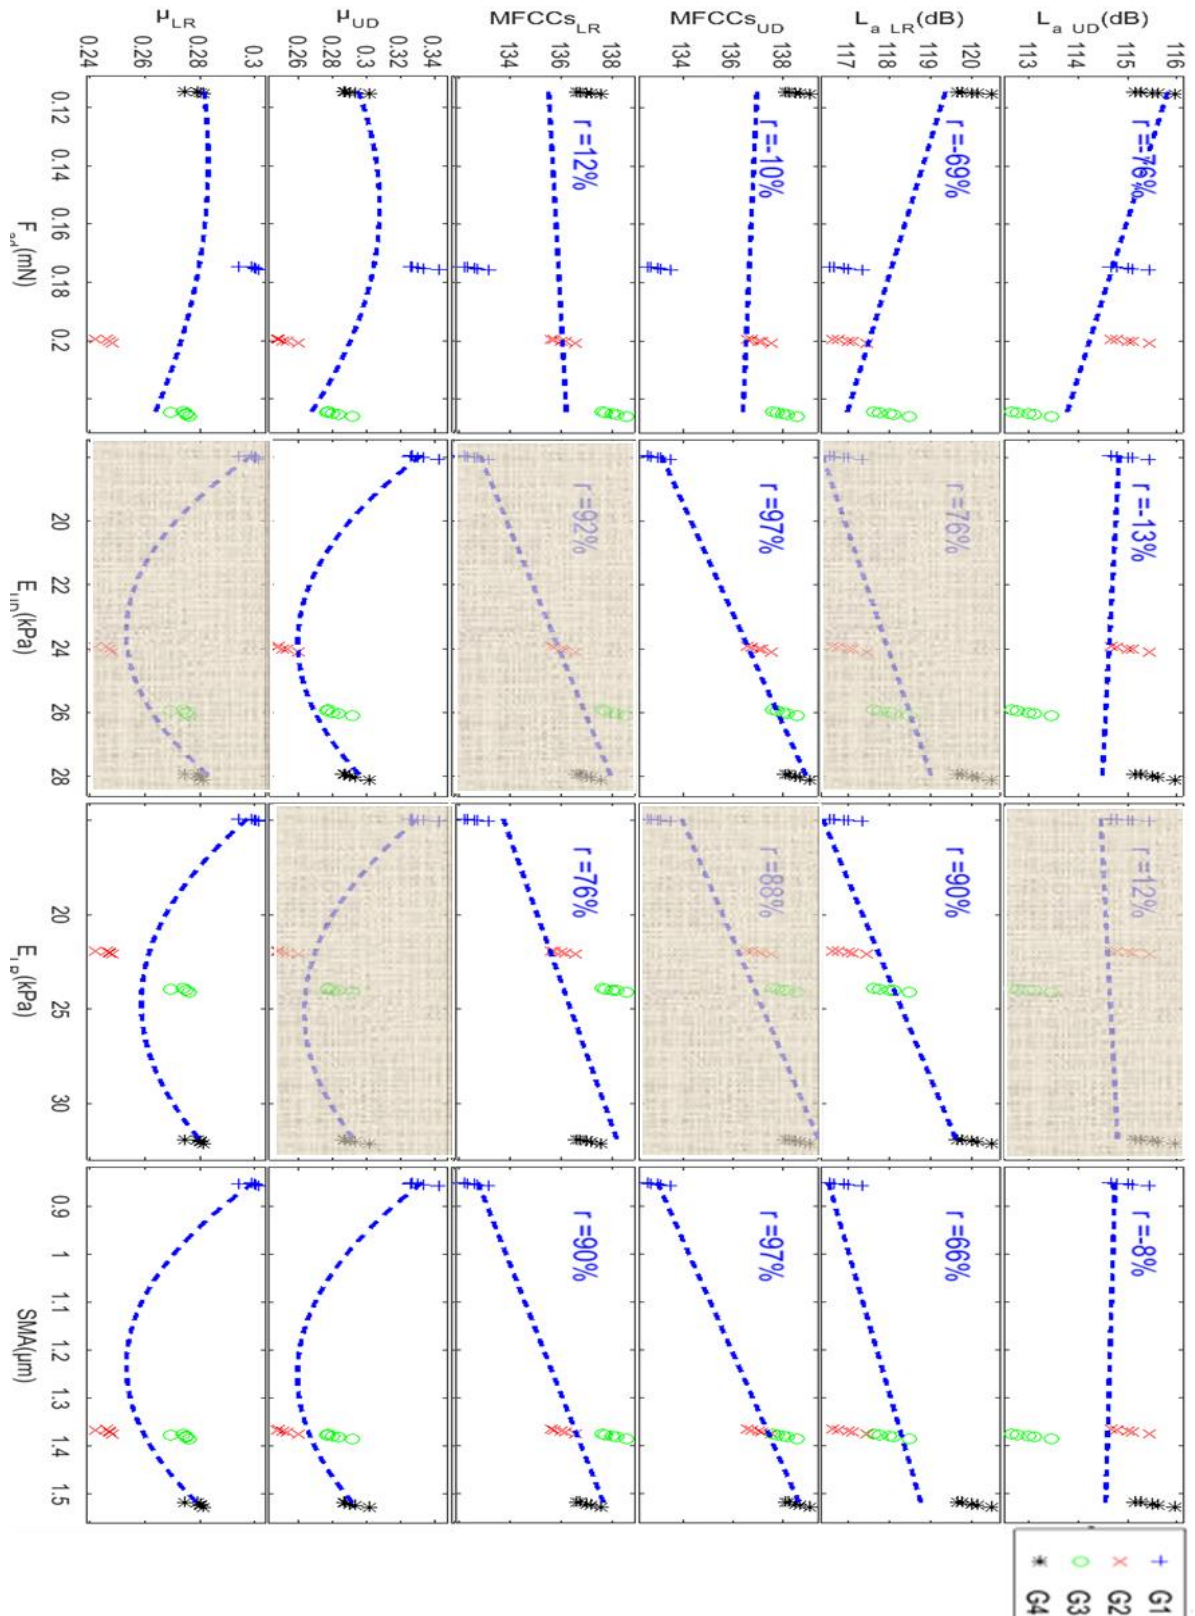 G1
G2
G3
G4
L a UD (dB)
116
115
114
113
r=-76%
r=-13%
r=12%
r=-8%
L a LR (dB)
120
119
118
117
r=-69%
r=76%
r=90%
r=66%
MFCCs UD
138
136
134
r=-10%
r=97%
r=88%
r=97%
MFCCs LR
138
136
134
r=12%
r=92%
r=76%
r=90%
μ UD
0.34
0.32
0.3
0.28
0.26
μ LR
0.3
0.28
0.26
0.24
0.12 0.14 0.16 0.18 0.2
20 22 24 26 28
20 25 30
0.9 1 1.1 1.2 1.3 1.4 1.5
F (mN)
E (kPa)
E (kPa)
SMA(μm)